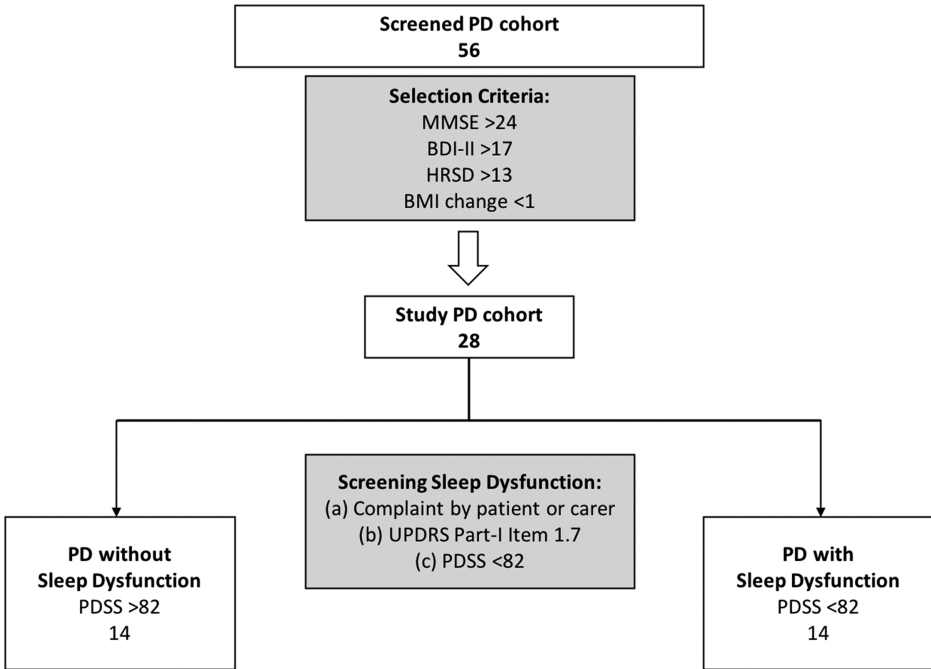 Screened PD cohort
56
Selection Criteria:
MMSE >24
BDI-II >17
HRSD >13
BMI change <1
Study PD cohort
28
Screening Sleep Dysfunction:
(a) Complaint by patient or carer
(b) UPDRS Part-I Item 1.7
(c) PDSS <82
PD without
Sleep Dysfunction
PDSS >82
14
PD with
Sleep Dysfunction
PDSS <82
14